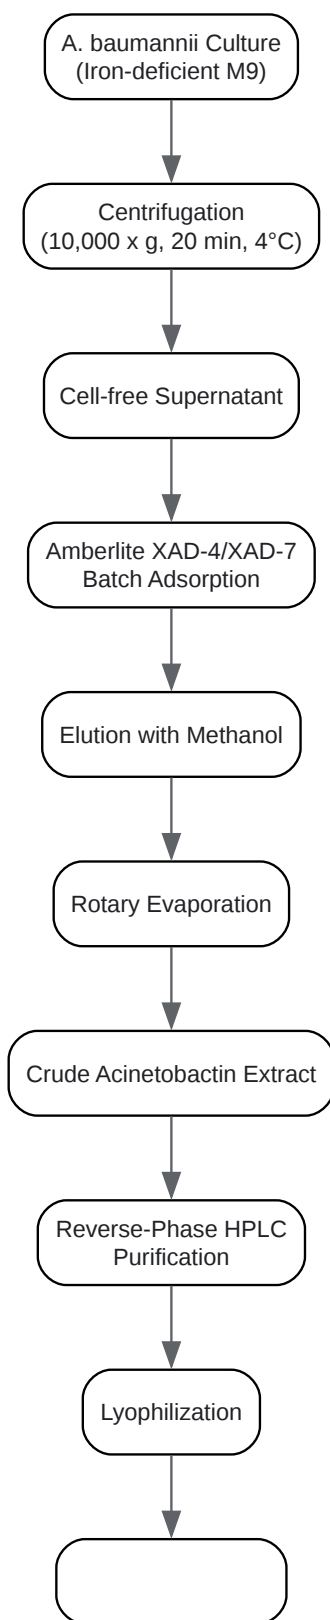 A. baumannii Culture
(Iron-deficient M9)
Centrifugation
(10,000 x g, 20 min, 4°C)
Cell-free Supernatant
Amberlite XAD-4/XAD-7
Batch Adsorption
Elution with Methanol
Rotary Evaporation
Crude Acinetobactin Extract
Reverse-Phase HPLC
Purification
Lyophilization